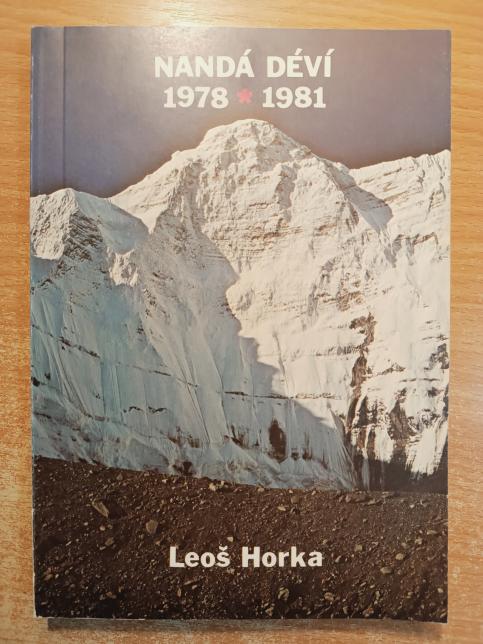 NANDÁ DÉVÍ
1978 * 1981
Leoš Horka